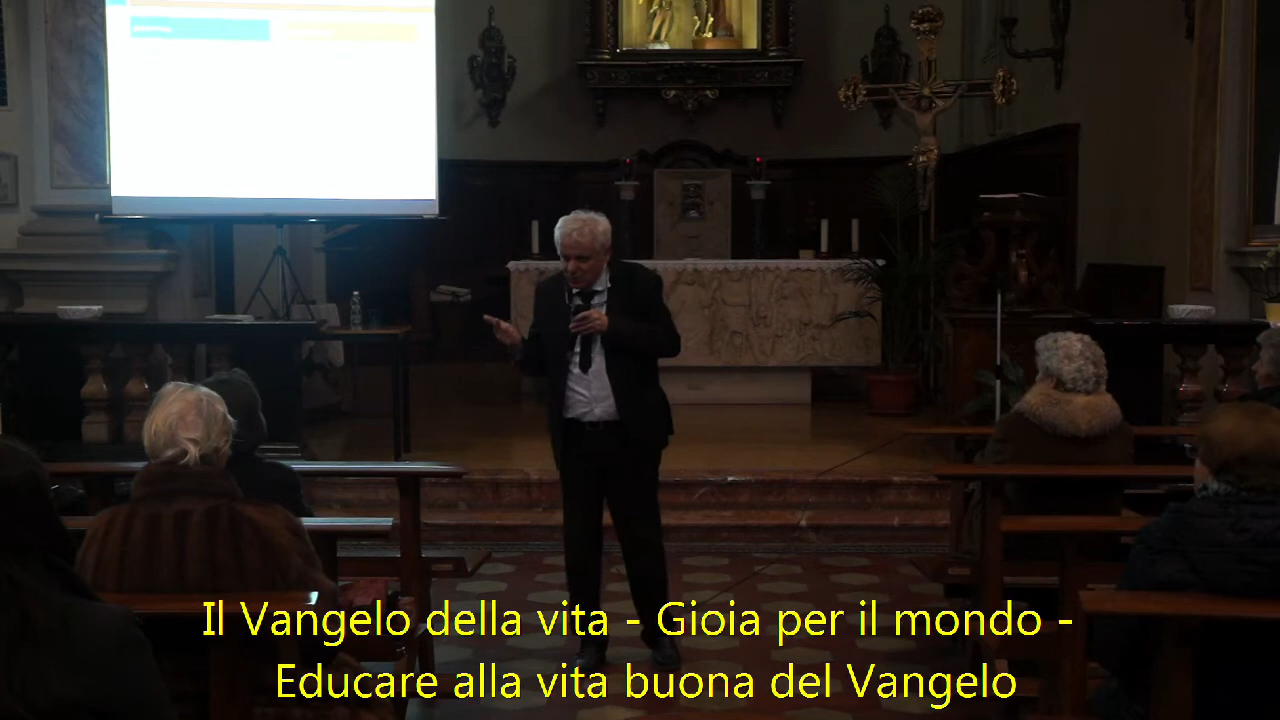 Il Vangelo della vita - Gioia per il mondo -
Educare alla vita buona del Vangelo